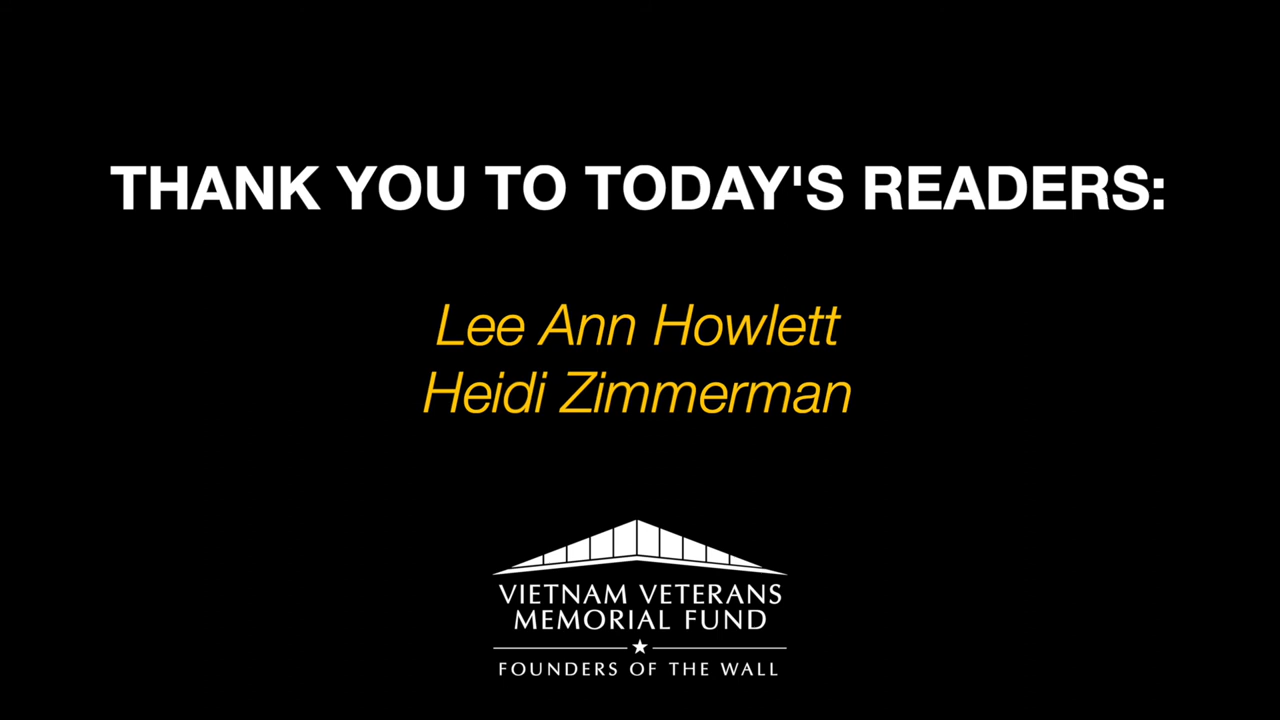 THANK YOU TO TODAY'S READERS:
Lee Ann Howlett
Heidi Zimmerman
VIETNAM VETERANS
MEMORIAL FUND
FOUNDERS OF THE WALL